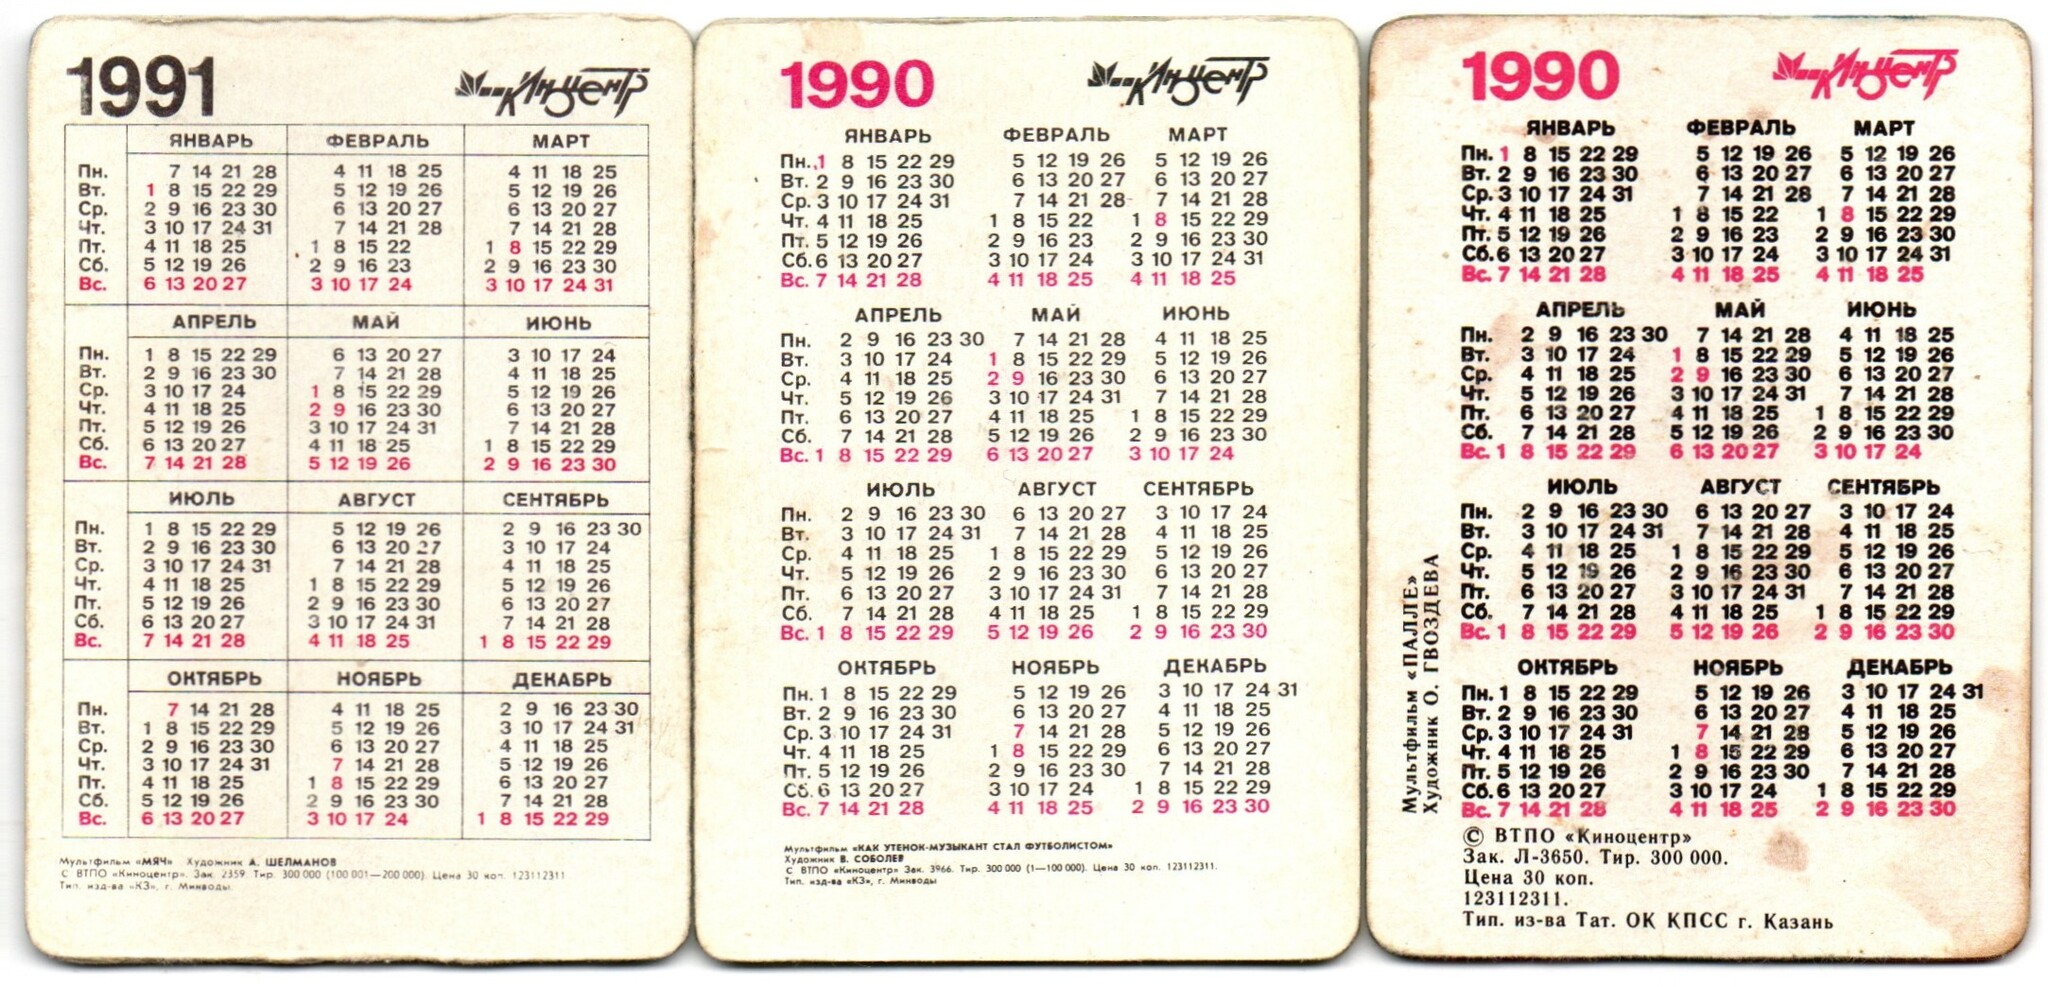 1991
Киноцентр
ЯНВАРЬ ФЕВРАЛЬ МАРТ
Пн. 7 14 21 28 4 11 18 25 4 11 18 25
Вт. 1 8 15 22 29 5 12 19 26 5 12 19 26
Ср. 2 9 16 23 30 6 13 20 27 6 13 20 27
Чт. 3 10 17 24 31 7 14 21 28 7 14 21 28
Пт. 4 11 18 25 1 8 15 22 1 8 15 22 29
Сб. 5 12 19 26 2 9 16 23 2 9 16 23 30
Вс. 6 13 20 27 3 10 17 24 3 10 17 24 31
АПРЕЛЬ МАЙ ИЮНЬ
Пн. 1 8 15 22 29 6 13 20 27 3 10 17 24
Вт. 2 9 16 23 30 7 14 21 28 4 11 18 25
Ср. 3 10 17 24 1 8 15 22 29 5 12 19 26
Чт. 4 11 18 25 2 9 16 23 30 6 13 20 27
Пт. 5 12 19 26 3 10 17 24 31 7 14 21 28
Сб. 6 13 20 27 4 11 18 25 1 8 15 22 29
Вс. 7 14 21 28 5 12 19 26 2 9 16 23 30
ИЮЛЬ АВГУСТ СЕНТЯБРЬ
Пн. 1 8 15 22 29 5 12 19 26 2 9 16 23 30
Вт. 2 9 16 23 30 6 13 20 27 3 10 17 24
Ср. 3 10 17 24 31 7 14 21 28 4 11 18 25
Чт. 4 11 18 25 1 8 15 22 29 5 12 19 26
Пт. 5 12 19 26 2 9 16 23 30 6 13 20 27
Сб. 6 13 20 27 3 10 17 24 31 7 14 21 28
Вс. 7 14 21 28 4 11 18 25 1 8 15 22 29
ОКТЯБРЬ НОЯБРЬ ДЕКАБРЬ
Пн. 7 14 21 28 4 11 18 25 2 9 16 23 30
Вт. 1 8 15 22 29 5 12 19 26 3 10 17 24 31
Ср. 2 9 16 23 30 6 13 20 27 4 11 18 25
Чт. 3 10 17 24 31 7 14 21 28 5 12 19 26
Пт. 4 11 18 25 1 8 15 22 29 6 13 20 27
Сб. 5 12 19 26 2 9 16 23 30 7 14 21 28
Вс. 6 13 20 27 3 10 17 24 1 8 15 22 29
Мультфильм «МЯЧ» Художник А. ШЕЛМАНОВ
С ВТПО «Киноцентр». Зак. 2359. Тир. 300 000 (100 001—200 000). Цена 30 коп. 123112311
Тип. изд-ва «КЗ», г. Минводы.
1990
Киноцентр
ЯНВАРЬ ФЕВРАЛЬ МАРТ
Пн. 1 8 15 22 29 5 12 19 26 5 12 19 26
Вт. 2 9 16 23 30 6 13 20 27 6 13 20 27
Ср. 3 10 17 24 31 7 14 21 28 7 14 21 28
Чт. 4 11 18 25 1 8 15 22 1 8 15 22 29
Пт. 5 12 19 26 2 9 16 23 2 9 16 23 30
Сб. 6 13 20 27 3 10 17 24 3 10 17 24 31
Вс. 7 14 21 28 4 11 18 25 4 11 18 25
АПРЕЛЬ МАЙ ИЮНЬ
Пн. 2 9 16 23 30 7 14 21 28 4 11 18 25
Вт. 3 10 17 24 1 8 15 22 29 5 12 19 26
Ср. 4 11 18 25 2 9 16 23 30 6 13 20 27
Чт. 5 12 19 26 3 10 17 24 31 7 14 21 28
Пт. 6 13 20 27 4 11 18 25 1 8 15 22 29
Сб. 7 14 21 28 5 12 19 26 2 9 16 23 30
Вс. 1 8 15 22 29 6 13 20 27 3 10 17 24
ИЮЛЬ АВГУСТ СЕНТЯБРЬ
Пн. 2 9 16 23 30 6 13 20 27 3 10 17 24
Вт. 3 10 17 24 31 7 14 21 28 4 11 18 25
Ср. 4 11 18 25 1 8 15 22 29 5 12 19 26
Чт. 5 12 19 26 2 9 16 23 30 6 13 20 27
Пт. 6 13 20 27 3 10 17 24 31 7 14 21 28
Сб. 7 14 21 28 4 11 18 25 1 8 15 22 29
Вс. 1 8 15 22 29 5 12 19 26 2 9 16 23 30
ОКТЯБРЬ НОЯБРЬ ДЕКАБРЬ
Пн. 1 8 15 22 29 5 12 19 26 3 10 17 24 31
Вт. 2 9 16 23 30 6 13 20 27 4 11 18 25
Ср. 3 10 17 24 31 7 14 21 28 5 12 19 26
Чт. 4 11 18 25 1 8 15 22 29 6 13 20 27
Пт. 5 12 19 26 2 9 16 23 30 7 14 21 28
Сб. 6 13 20 27 3 10 17 24 1 8 15 22 29
Вс. 7 14 21 28 4 11 18 25 2 9 16 23 30
Мультфильм «КАК УТЕНОК-МУЗЫКАНТ СТАЛ ФУТБОЛИСТОМ»
Художник В. СОБОЛЕВ
С ВТПО «Киноцентр» Зак. 3966. Тир. 300 000 (1—100 000). Цена 30 коп. 123112311.
Тип. изд-ва «КЗ», г. Минводы
1990
Киноцентр
ЯНВАРЬ ФЕВРАЛЬ МАРТ
Пн. 1 8 15 22 29 5 12 19 26 5 12 19 26
Вт. 2 9 16 23 30 6 13 20 27 6 13 20 27
Ср. 3 10 17 24 31 7 14 21 28 7 14 21 28
Чт. 4 11 18 25 1 8 15 22 1 8 15 22 29
Пт. 5 12 19 26 2 9 16 23 2 9 16 23 30
Сб. 6 13 20 27 3 10 17 24 3 10 17 24 31
Вс. 7 14 21 28 4 11 18 25 4 11 18 25
АПРЕЛЬ МАЙ ИЮНЬ
Пн. 2 9 16 23 30 7 14 21 28 4 11 18 25
Вт. 3 10 17 24 1 8 15 22 29 5 12 19 26
Ср. 4 11 18 25 2 9 16 23 30 6 13 20 27
Чт. 5 12 19 26 3 10 17 24 31 7 14 21 28
Пт. 6 13 20 27 4 11 18 25 1 8 15 22 29
Сб. 7 14 21 28 5 12 19 26 2 9 16 23 30
Вс. 1 8 15 22 29 6 13 20 27 3 10 17 24
ИЮЛЬ АВГУСТ СЕНТЯБРЬ
Пн. 2 9 16 23 30 6 13 20 27 3 10 17 24
Вт. 3 10 17 24 31 7 14 21 28 4 11 18 25
Ср. 4 11 18 25 1 8 15 22 29 5 12 19 26
Чт. 5 12 19 26 2 9 16 23 30 6 13 20 27
Пт. 6 13 20 27 3 10 17 24 31 7 14 21 28
Сб. 7 14 21 28 4 11 18 25 1 8 15 22 29
Вс. 1 8 15 22 29 5 12 19 26 2 9 16 23 30
ОКТЯБРЬ НОЯБРЬ ДЕКАБРЬ
Пн. 1 8 15 22 29 5 12 19 26 3 10 17 24 31
Вт. 2 9 16 23 30 6 13 20 27 4 11 18 25
Ср. 3 10 17 24 31 7 14 21 28 5 12 19 26
Чт. 4 11 18 25 1 8 15 22 29 6 13 20 27
Пт. 5 12 19 26 2 9 16 23 30 7 14 21 28
Сб. 6 13 20 27 3 10 17 24 1 8 15 22 29
Вс. 7 14 21 28 4 11 18 25 2 9 16 23 30
Мультфильм «ПАЛЛЕ»
Художник О. ГВОЗДЕВА
© ВТПО «Киноцентр»
Зак. Л-3650. Тир. 300 000.
Цена 30 коп.
123112311.
Тип. из-ва Тат. ОК КПСС г. Казань